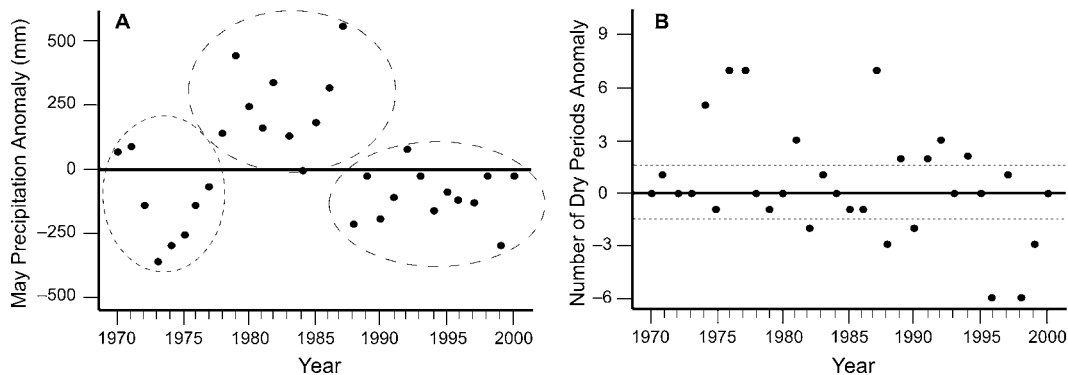 A
May Precipitation Anomaly (mm)
500
250
0
−250
−500
1970 1975 1980 1985 1990 1995 2000
Year
B
Number of Dry Periods Anomaly
9
6
3
0
−3
−6
1970 1975 1980 1985 1990 1995 2000
Year